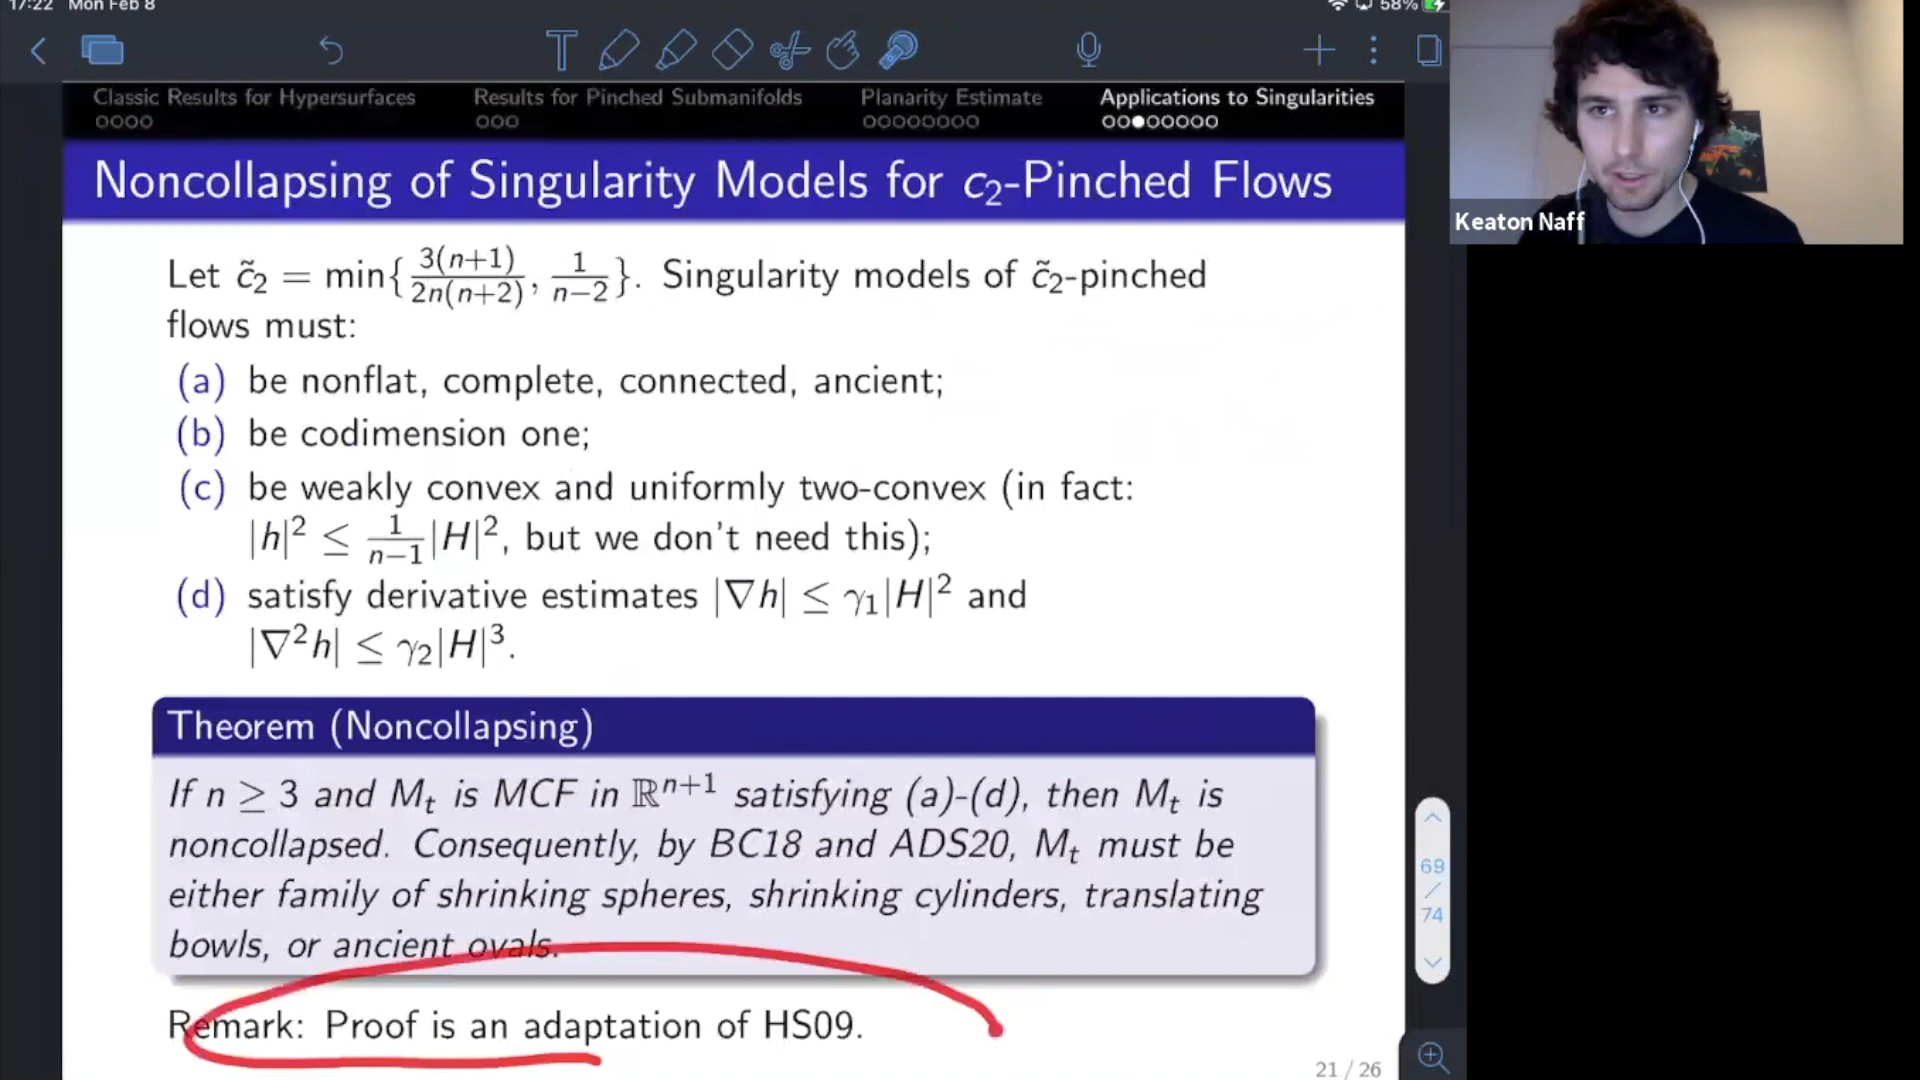 17:22 Mon Feb 8 58%
Classic Results for Hypersurfaces Results for Pinched Submanifolds Planarity Estimate Applications to Singularities
Noncollapsing of Singularity Models for c₂-Pinched Flows
Keaton Naff
Let c̃₂ = min{3(n+1)/2n(n+2), 1/n−2}. Singularity models of c̃₂-pinched
flows must:
(a) be nonflat, complete, connected, ancient;
(b) be codimension one;
(c) be weakly convex and uniformly two-convex (in fact:
|h|² ≤ 1/n−1 |H|², but we don't need this);
(d) satisfy derivative estimates |∇h| ≤ γ₁|H|² and
|∇²h| ≤ γ₂|H|³.
Theorem (Noncollapsing)
If n ≥ 3 and Mₜ is MCF in ℝⁿ⁺¹ satisfying (a)-(d), then Mₜ is
noncollapsed. Consequently, by BC18 and ADS20, Mₜ must be
either family of shrinking spheres, shrinking cylinders, translating
bowls, or ancient ovals.
Remark: Proof is an adaptation of HS09.
21 / 26
69
/
74